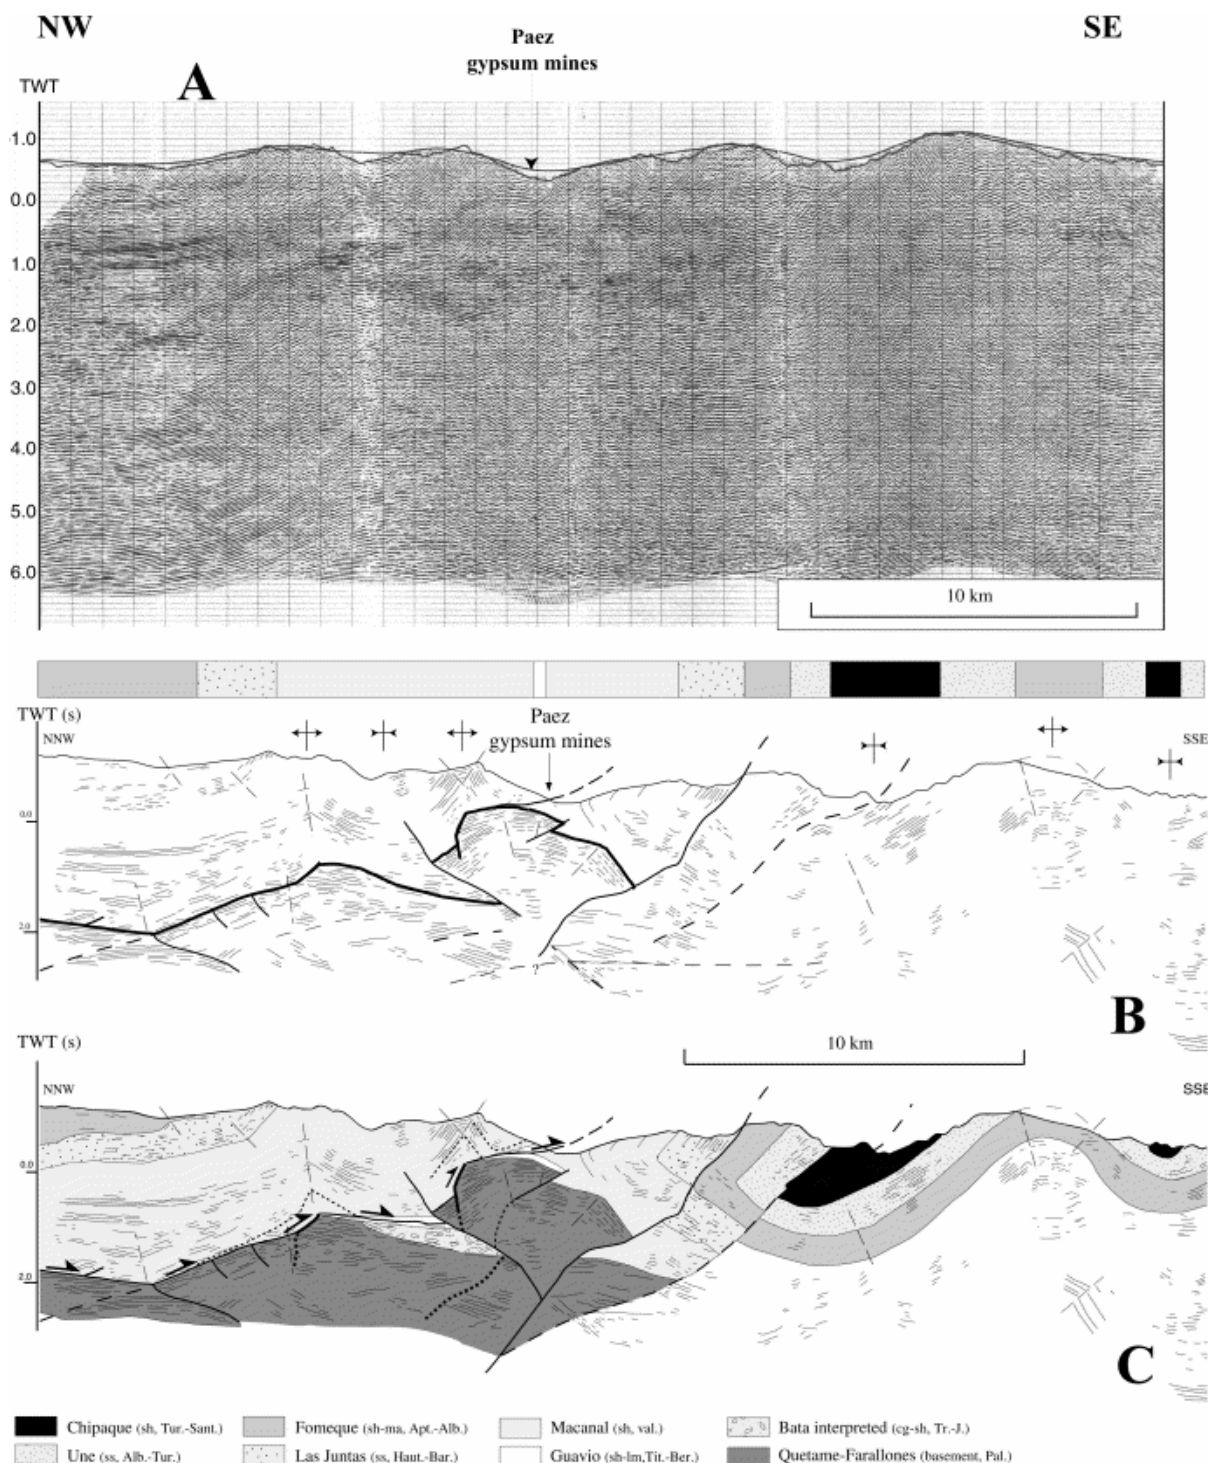 NW
SE
Paez
gypsum mines
A
TWT
1.0
0.0
1.0
2.0
3.0
4.0
5.0
6.0
10 km
TWT (s)
NNW
Paez
gypsum mines
SSE
0.0
2.0
?
B
TWT (s)
10 km
NNW
SSE
0.0
2.0
C
Chipaque (sh, Tur.-Sant.)
Fomeque (sh-ma, Apt.-Alb.)
Macanal (sh, val.)
Bata interpreted (cg-sh, Tr.-J.)
Une (ss, Alb.-Tur.)
Las Juntas (ss, Haut.-Bar.)
Guavio (sh-lm,Tit.-Ber.)
Quetame-Farallones (basement, Pal.)